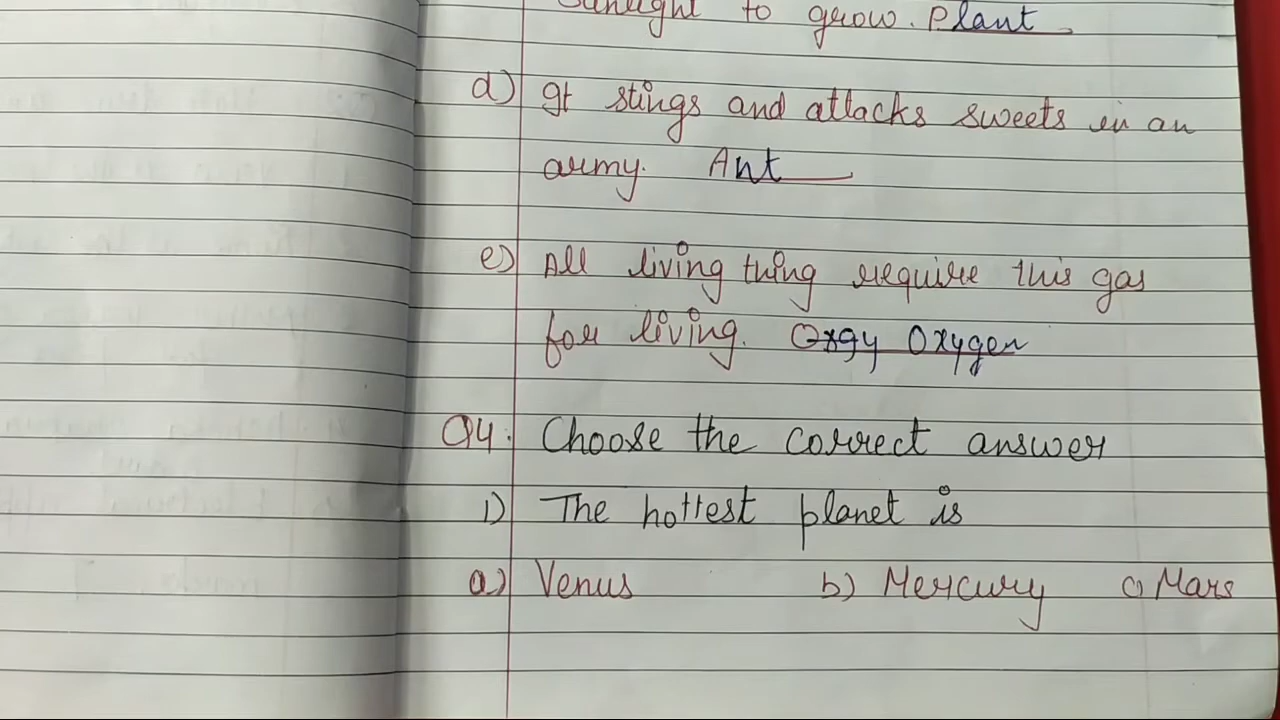 Sunlight to grow. Plant
d) It stings and attacks sweets in an
army. Ant
e) All living thing require this gas
for living. Oxgy Oxygen
Q4. Choose the correct answer
1) The hottest planet is
a) Venus b) Mercury c) Mars